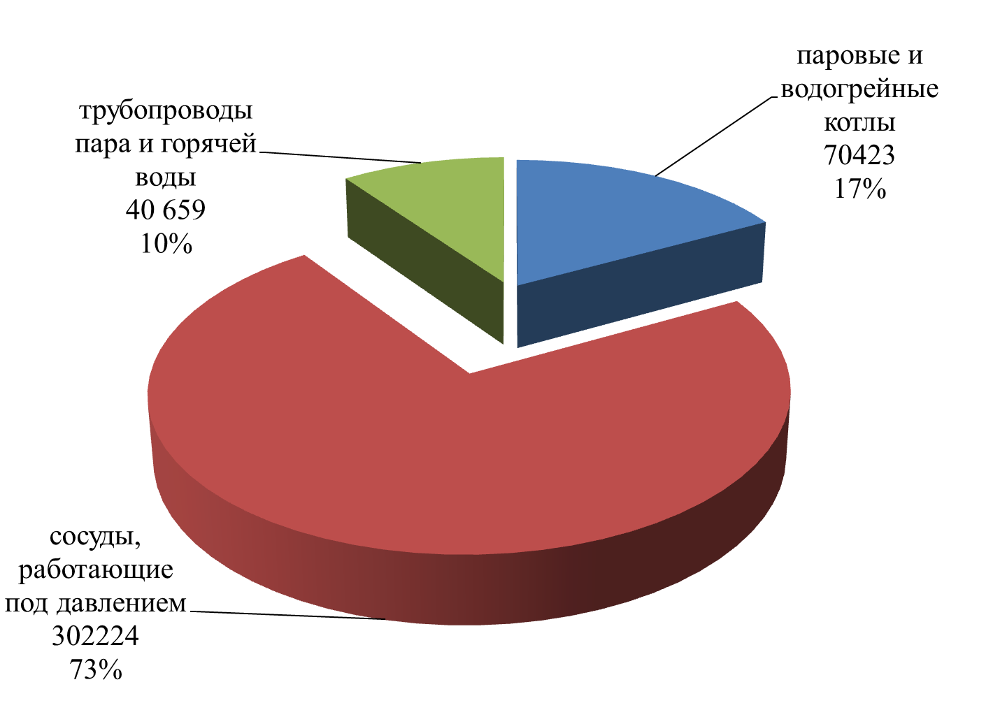 паровые и
водогрейные
котлы
70423
17%
трубопроводы
пара и горячей
воды
40 659
10%
сосуды,
работающие
под давлением
302224
73%